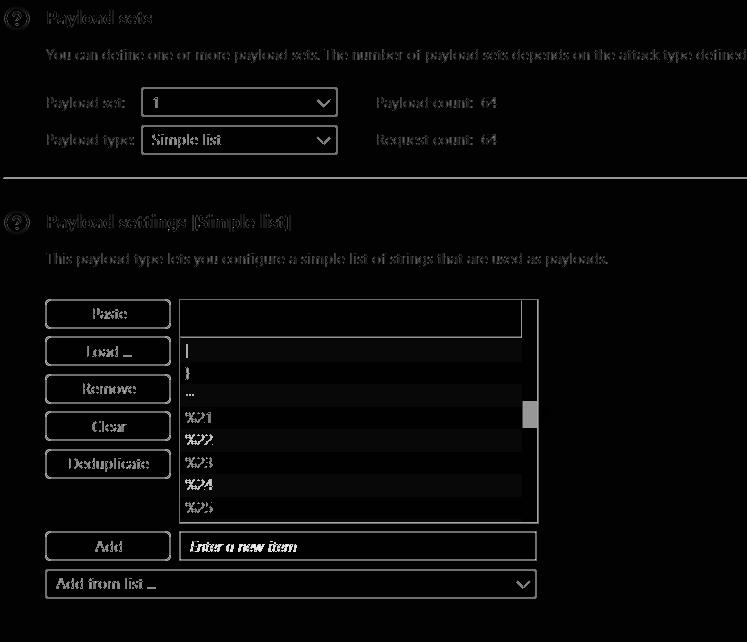 Payload sets
You can define one or more payload sets. The number of payload sets depends on the attack type defined
Payload set: 1 Payload count: 64
Payload type: Simple list Request count: 64
Payload settings [Simple list]
This payload type lets you configure a simple list of strings that are used as payloads.
Paste
Load ...
Remove
Clear
Deduplicate
|
}
%21
%22
%23
%24
%25
Add Enter a new item
Add from list ...